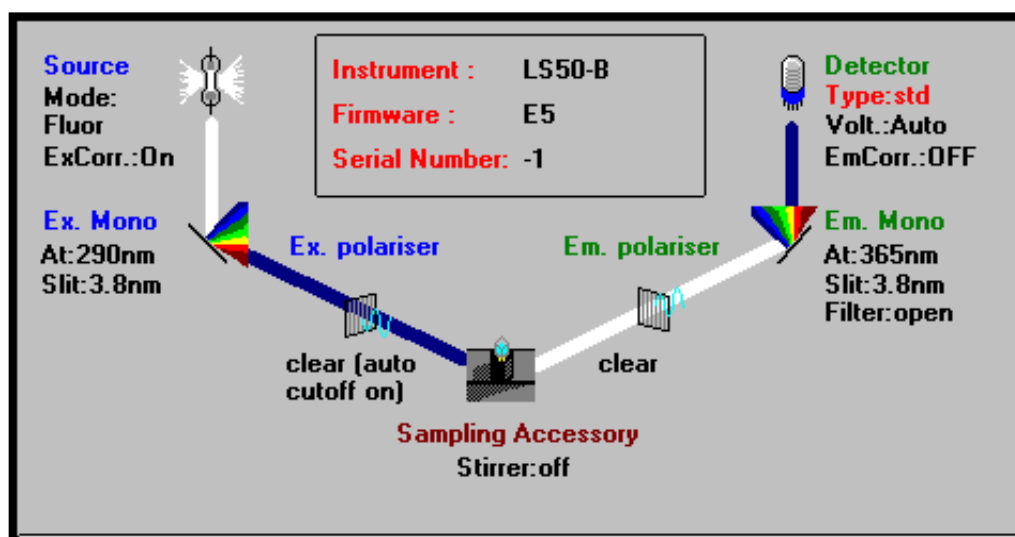 Source
Mode:
Fluor
ExCorr.:On
Instrument : LS50-B
Firmware : E5
Serial Number: -1
Detector
Type:std
Volt.:Auto
EmCorr.:OFF
Ex. Mono
At:290nm
Slit:3.8nm
Ex. polariser
Em. polariser
Em. Mono
At:365nm
Slit:3.8nm
Filter:open
clear (auto
cutoff on)
clear
Sampling Accessory
Stirrer:off